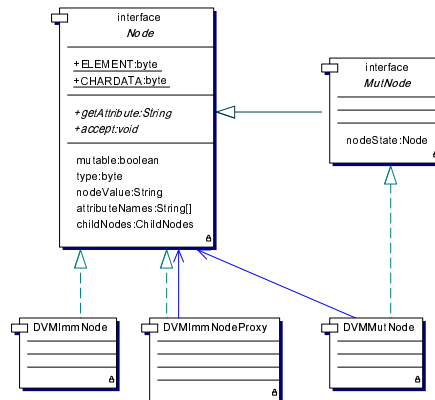 interface
Node
+ELEMENT:byte
+CHARDATA:byte
+getAttribute:String
+accept:void
mutable:boolean
type:byte
nodeValue:String
attributeNames:String[]
childNodes:ChildNodes
interface
MutNode
nodeState:Node
DVMImmNode
DVMImmNodeProxy
DVMMutNode